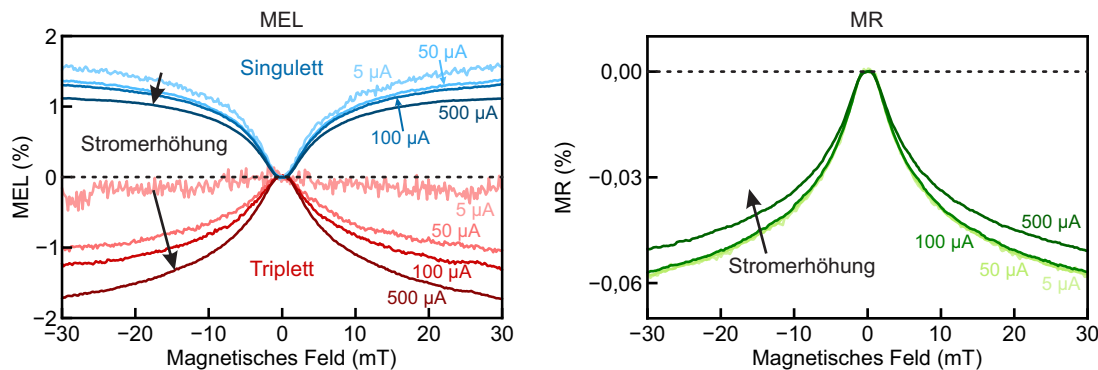 MEL
MEL (%)
2
1
0
−1
−2
−30
−20
−10
0
10
20
30
Magnetisches Feld (mT)
Singulett
5 µA
50 µA
100 µA
500 µA
Stromerhöhung
5 µA
50 µA
100 µA
500 µA
Triplett
MR
MR (%)
0,00
−0,03
−0,06
−30
−20
−10
0
10
20
30
Magnetisches Feld (mT)
500 µA
100 µA
50 µA
5 µA
Stromerhöhung